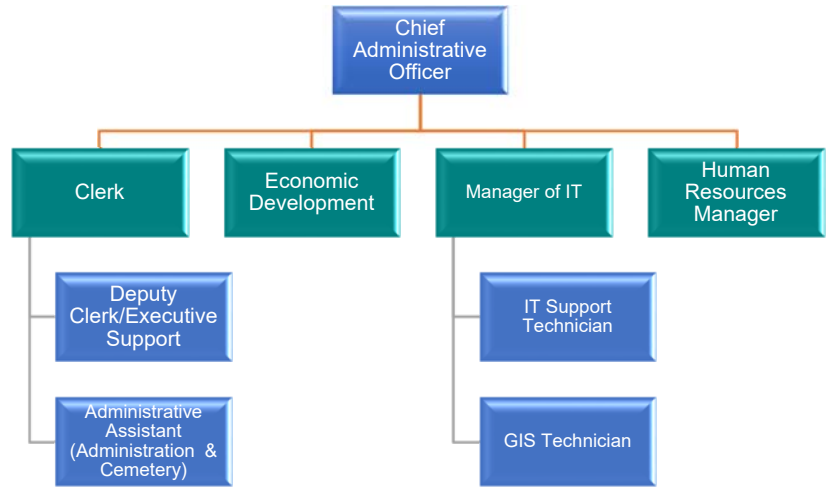 Chief
Administrative
Officer
Clerk
Economic
Development
Manager of IT
Human
Resources
Manager
Deputy
Clerk/Executive
Support
IT Support
Technician
Administrative
Assistant
(Administration &
Cemetery)
GIS Technician